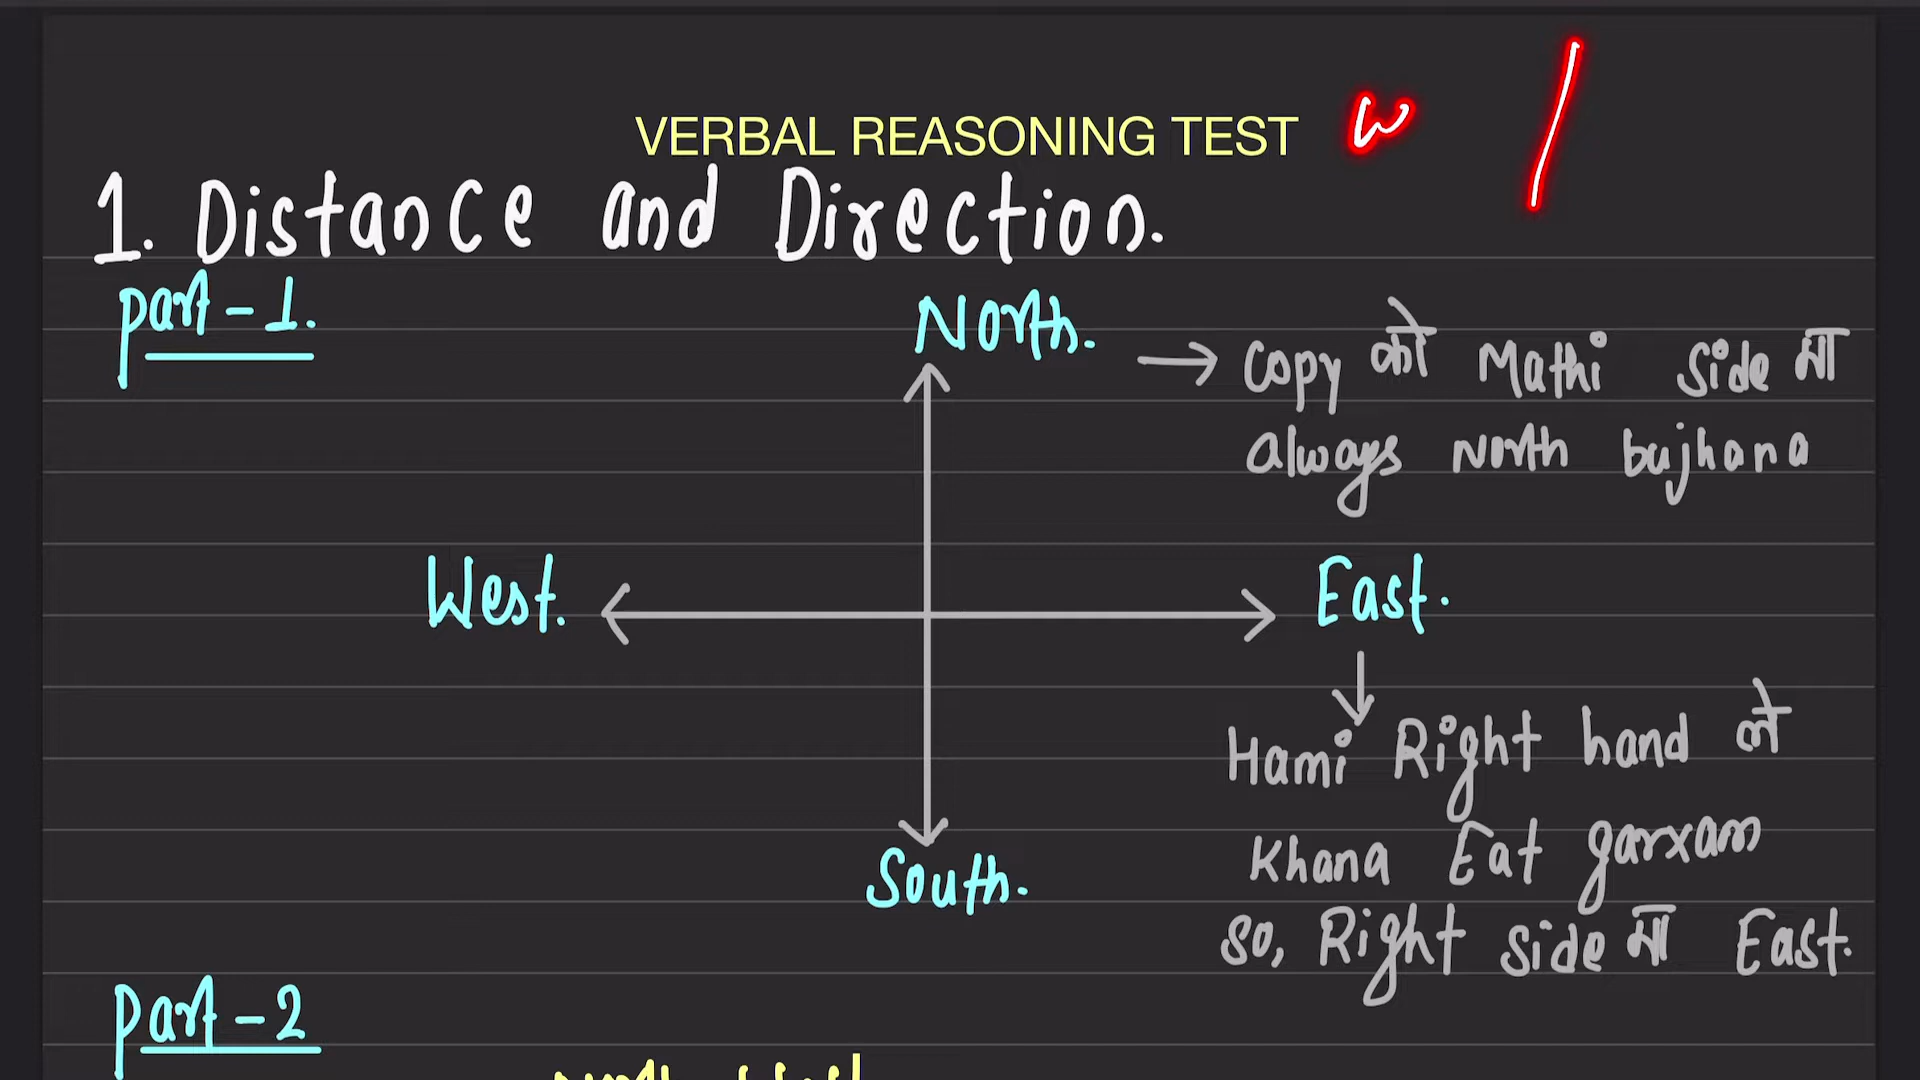 VERBAL REASONING TEST w /
1. Distance and Direction.
part-1.
North.
→ Copy को Mathi side मा
always North bujhana
West.
East.
Hami Right hand ले
Khana Eat garxam
so, Right side मा East.
South.
part-2